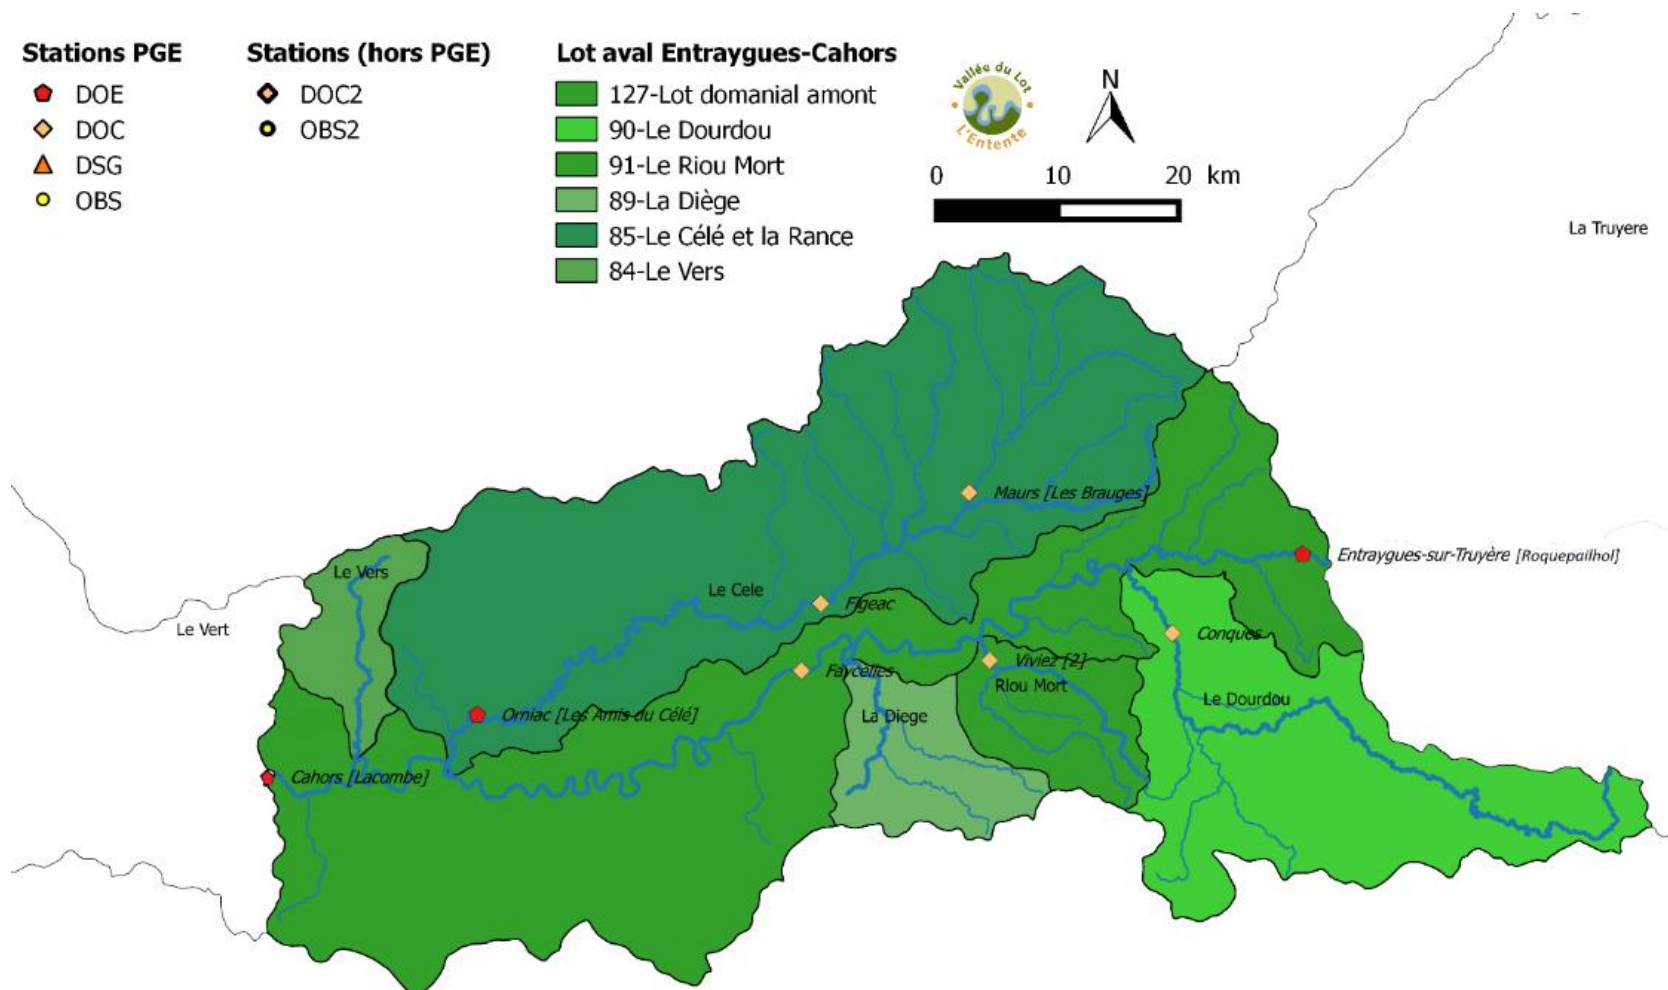 Stations PGE
DOE
DOC
DSG
OBS
Stations (hors PGE)
DOC2
OBS2
Lot aval Entraygues-Cahors
127-Lot domanial amont
90-Le Dourdou
91-Le Riou Mort
89-La Diège
85-Le Célé et la Rance
84-Le Vers
Vallée du Lot
L'Entente
N
0 10 20 km
La Truyere
Maurs [Les Brauges]
Entraygues-sur-Truyère [Roquepailhol]
Le Vers
Le Cele
Figeac
Le Vert
Conques
Viviez [2]
Faycelles
RIou Mort
Le Dourdou
Orniac [Les Amis du Célé]
La Diege
Cahors [Lacombe]